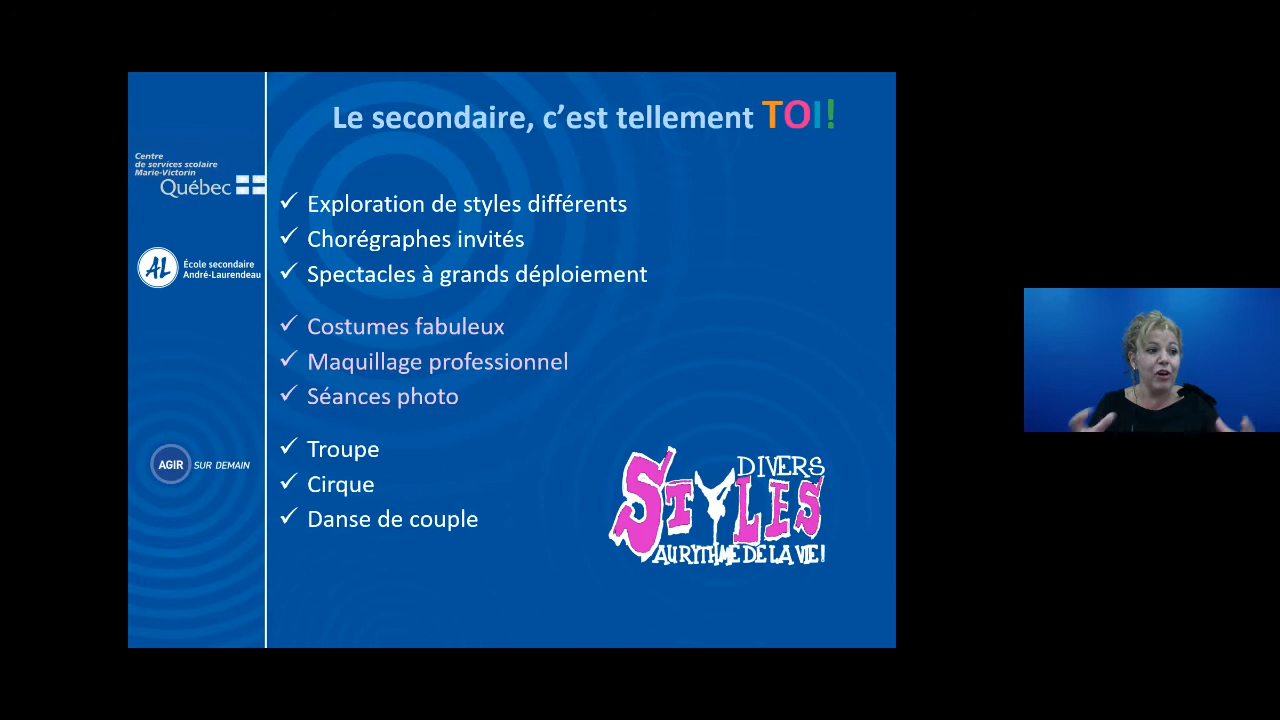 Le secondaire, c'est tellement TOI!
Centre
de services scolaire
Marie-Victorin
Québec
AL
École secondaire
André-Laurendeau
AGIR SUR DEMAIN
✓ Exploration de styles différents
✓ Chorégraphes invités
✓ Spectacles à grands déploiement
✓ Costumes fabuleux
✓ Maquillage professionnel
✓ Séances photo
✓ Troupe
✓ Cirque
✓ Danse de couple
DIVERS
STYLES
AU RYTHME DE LA VIE!